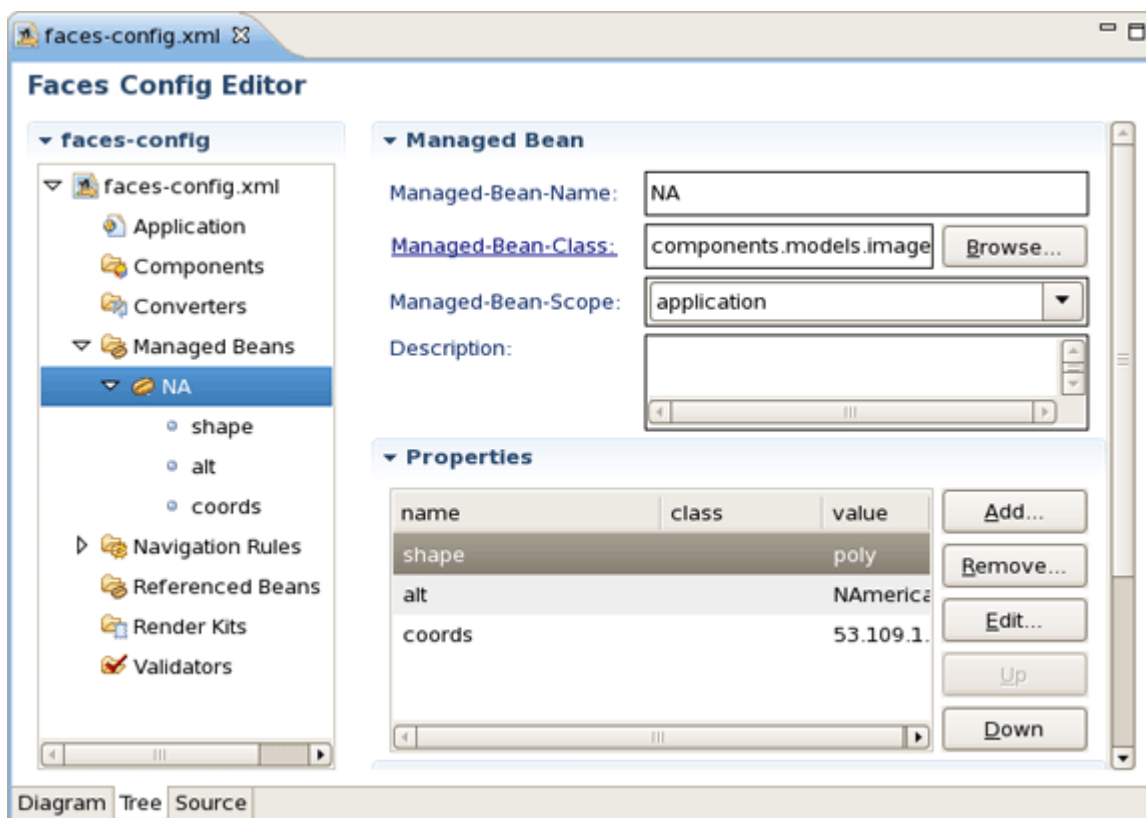 faces-config.xml
Faces Config Editor
faces-config
faces-config.xml
Application
Components
Converters
Managed Beans
NA
shape
alt
coords
Navigation Rules
Referenced Beans
Render Kits
Validators
Managed Bean
Managed-Bean-Name: NA
Managed-Bean-Class: components.models.image Browse...
Managed-Bean-Scope: application
Description:
Properties
name class value
shape poly
alt NAmerica
coords 53.109.1.
Add...
Remove...
Edit...
Up
Down
Diagram Tree Source